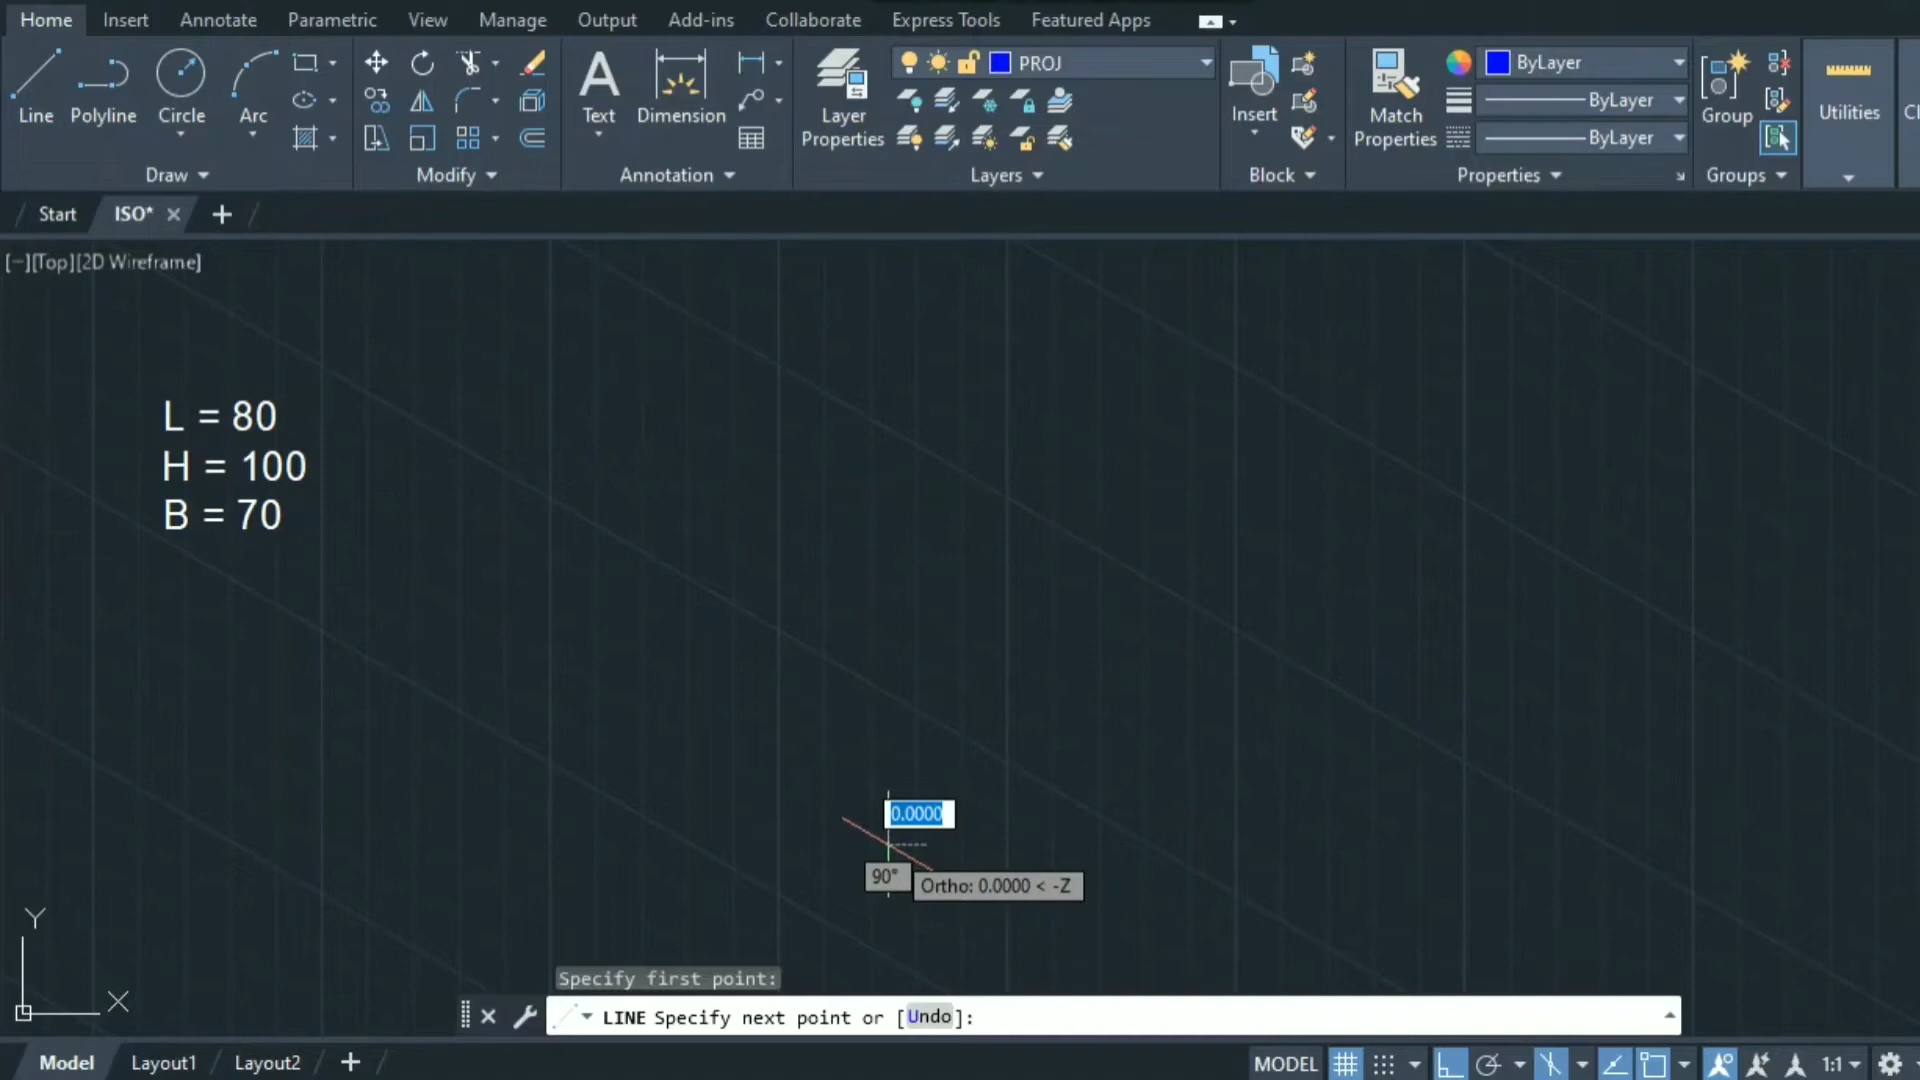 Home Insert Annotate Parametric View Manage Output Add-ins Collaborate Express Tools Featured Apps
Line Polyline Circle Arc
Text Dimension
Layer Properties
PROJ
Insert
Match Properties
ByLayer
ByLayer
ByLayer
Group
Utilities
Cl
Draw Modify Annotation Layers Block Properties Groups
Start ISO*
[−][Top][2D Wireframe]
L = 80
H = 100
B = 70
0.0000
90°
Ortho: 0.0000 < -Z
Y
X
Specify first point:
LINE Specify next point or [Undo]:
Model Layout1 Layout2
MODEL 1:1